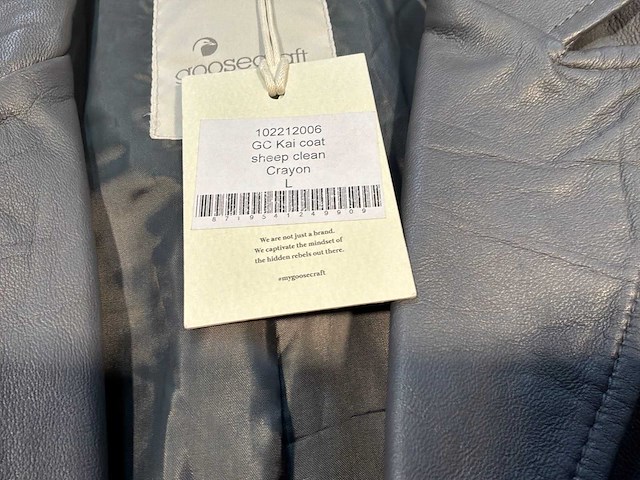 goosecraft
102212006
GC Kai coat
sheep clean
Crayon
L
8719541249909
We are not just a brand.
We captivate the mindset of
the hidden rebels out there.
#mygoosecraft